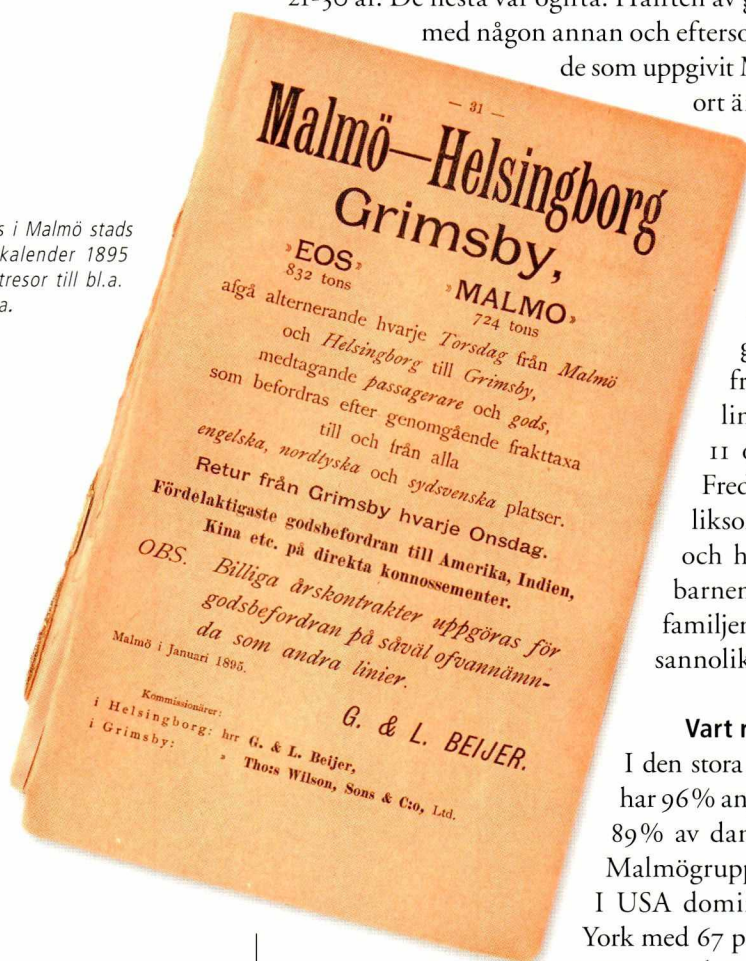 21-30 år. De flesta var ogifta. Hälften av
med någon annan och
de som uppgivit
ort
s i Malmö stads
kalender 1895
tresor till bl.a.
a.
— 31 —
Malmö—Helsingborg
Grimsby,
»EOS» »MALMO»
832 tons 724 tons
afgå alternerande hvarje Torsdag från Malmö
och Helsingborg till Grimsby,
medtagande passagerare och gods,
som befordras efter genomgående frakttaxa
till och från alla
engelska, nordtyska och sydsvenska platser.
Retur från Grimsby hvarje Onsdag.
Fördelaktigaste godsbefordran till Amerika, Indien,
Kina etc. på direkta konnossementer.
OBS. Billiga årskontrakter uppgöras för
godsbefordran på såväl ofvannämn-
da som andra linier.
Malmö i Januari 1895.
G. & L. BEIJER.
Kommissionärer:
i Helsingborg: hrr G. & L. Beijer,
i Grimsby: » Tho:s Wilson, Sons & C:o, Ltd.
g
fr
lin
11
Fred
likso
och h
barnen
familjen
sannolik
Vart
I den stora
har 96% an
89% av dan
Malmögrupp
I USA domi
York med 67 p